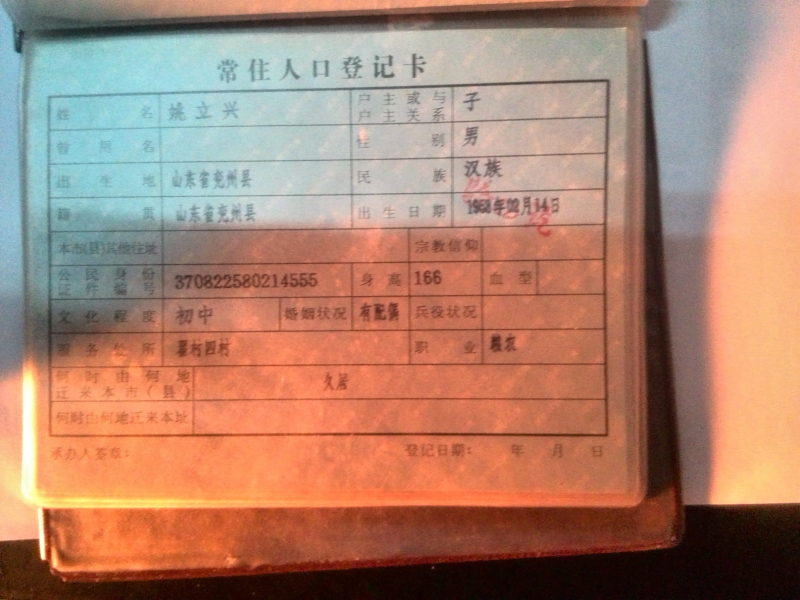 常住人口登记卡
姓名 姚立兴 户主或与户主关系 子
曾用名 性别 男
出生地 山东省兖州县 民族 汉族
籍贯 山东省兖州县 出生日期 1958年02月14日
本市(县)其他住址 宗教信仰
公民身份证件编号 370822580214555 身高 166 血型
文化程度 初中 婚姻状况 有配偶 兵役状况
服务处所 翟村四村 职业 粮农
何时由何地迁来本市(县) 久居
何时由何地迁来本址
承办人签章: 登记日期: 年 月 日